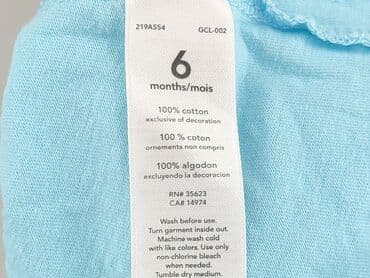 219A554 GCL-002
6
months/mois
100% cotton
exclusive of decoration
100 % coton
ornements non compris
100% algodon
excluyendo la decoracion
RN# 35623
CA# 14974
Wash before use.
Turn garment inside out.
Machine wash cold
with like colors. Use only
non-chlorine bleach
when needed.
Tumble dry medium.